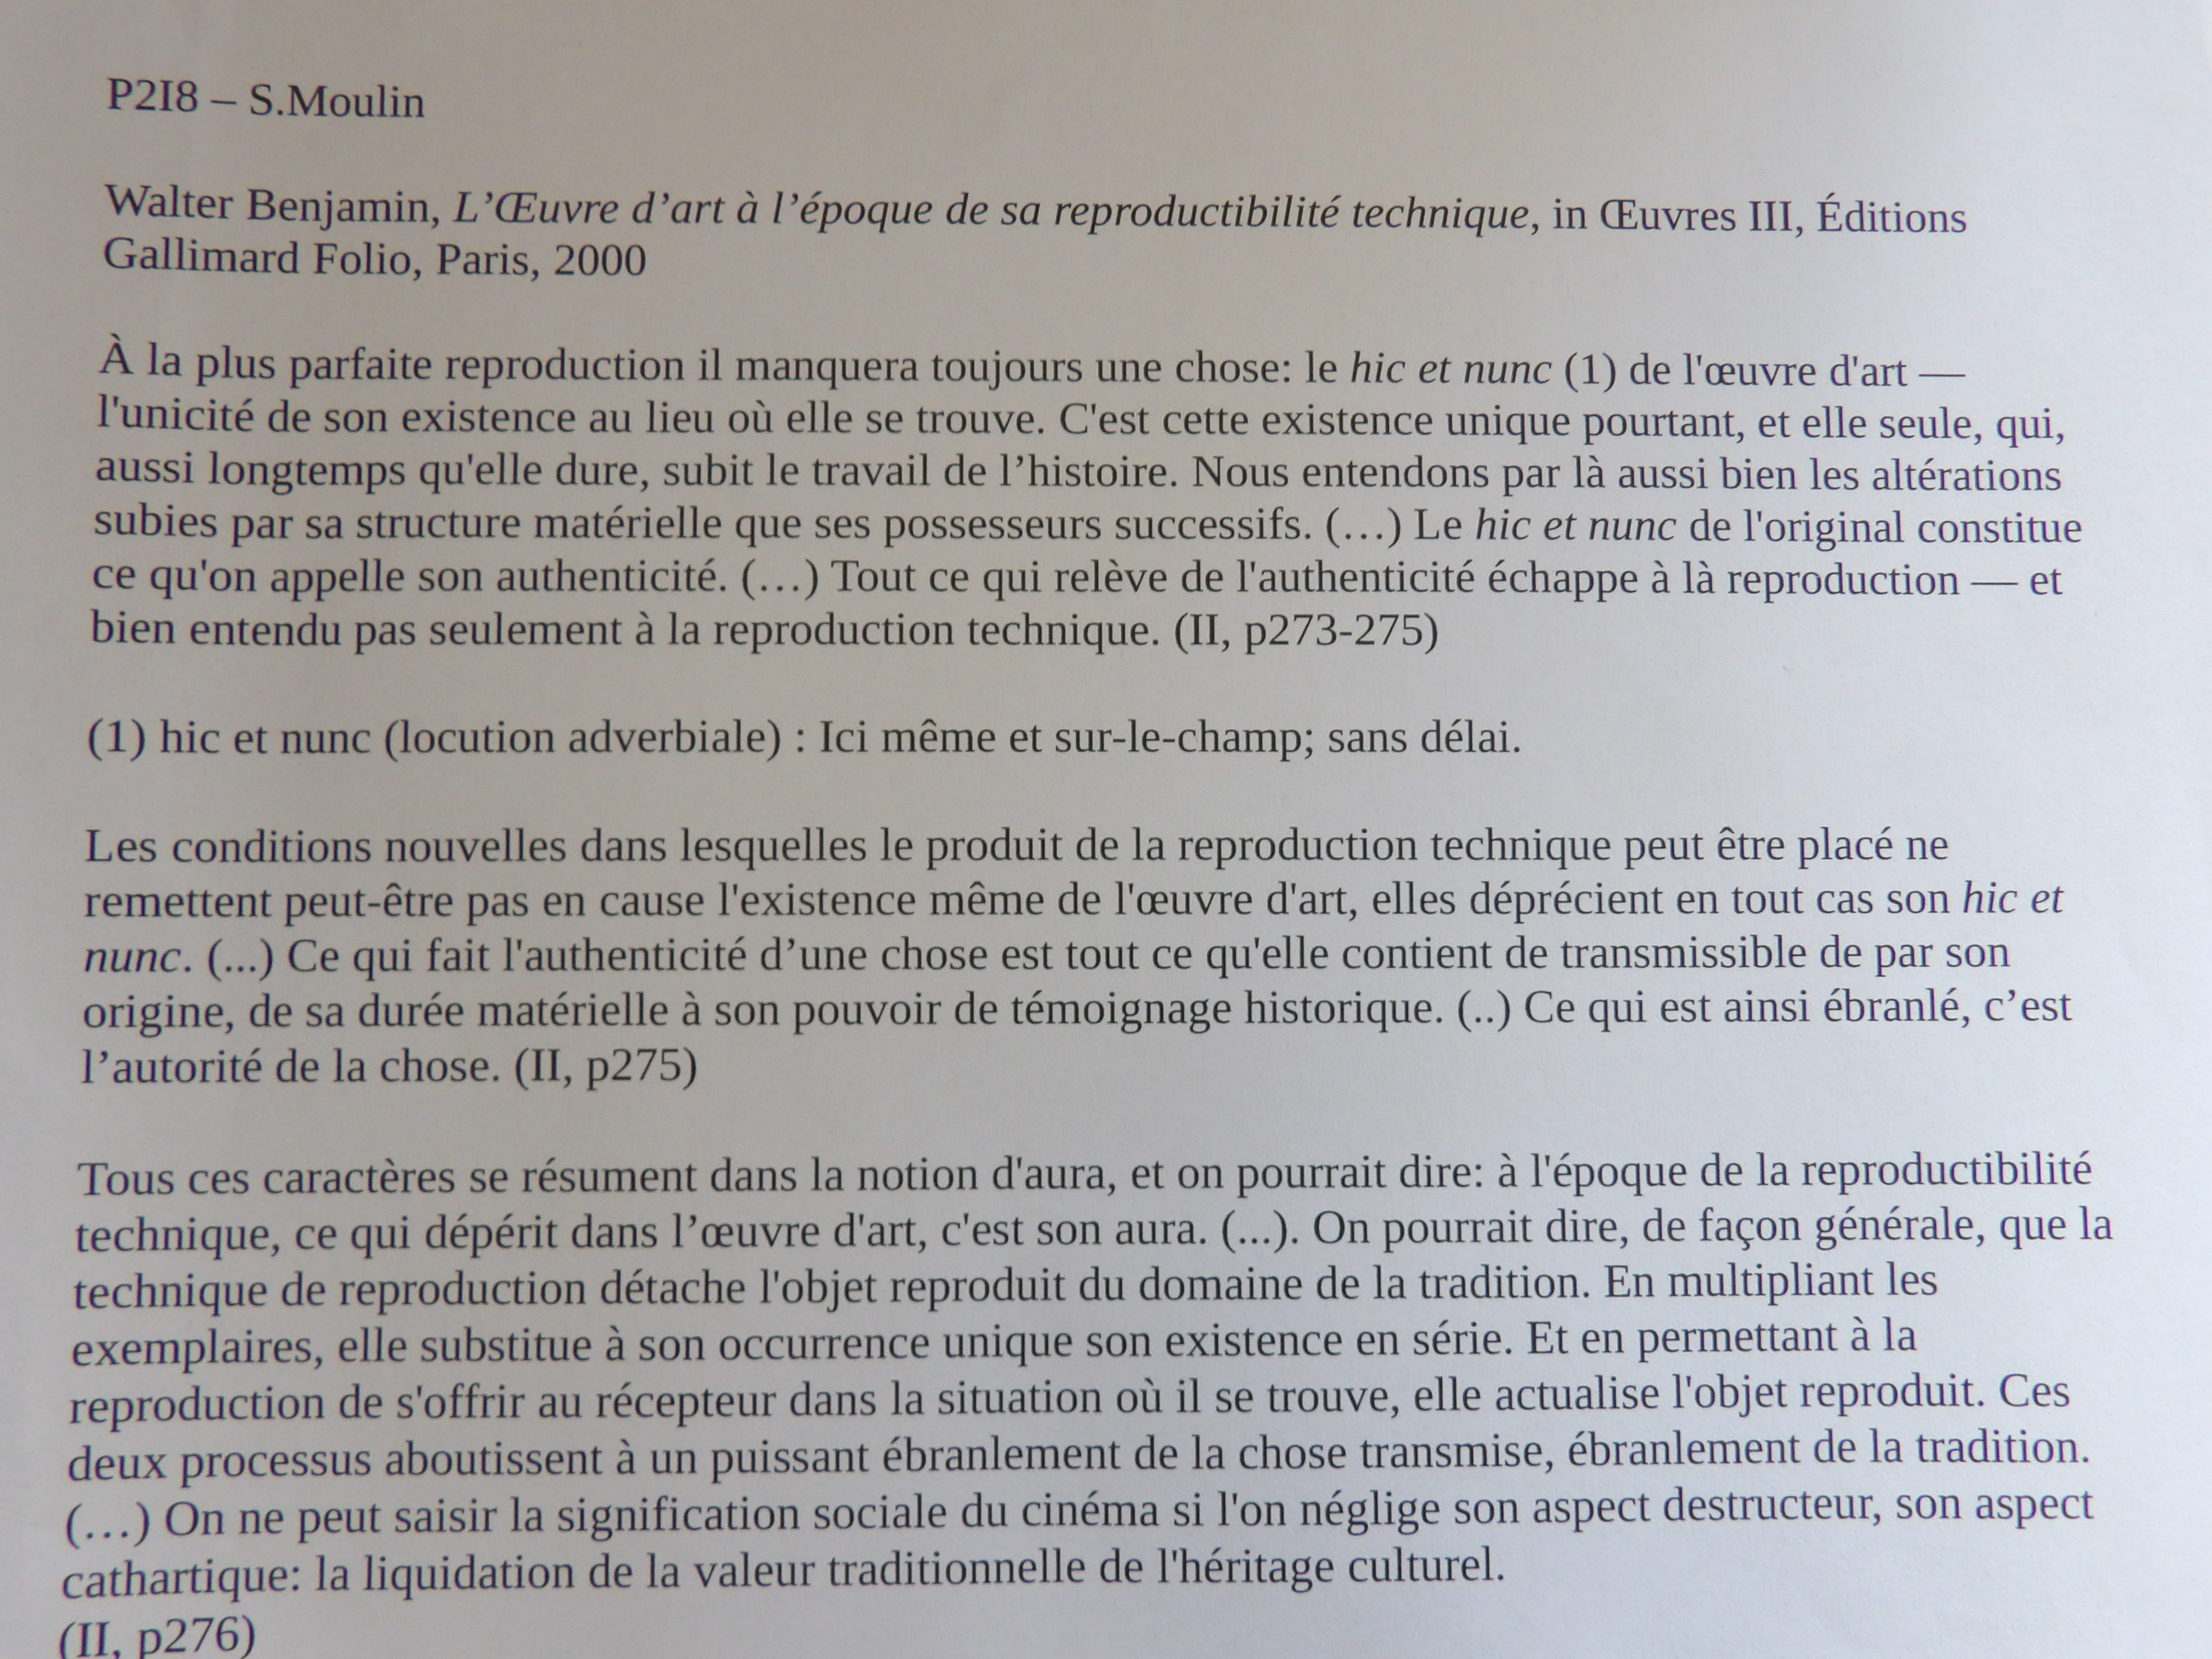 P2I8 – S.Moulin
Walter Benjamin, L’Œuvre d’art à l’époque de sa reproductibilité technique, in Œuvres III, Éditions
Gallimard Folio, Paris, 2000
À la plus parfaite reproduction il manquera toujours une chose: le hic et nunc (1) de l'œuvre d'art —
l'unicité de son existence au lieu où elle se trouve. C'est cette existence unique pourtant, et elle seule, qui,
aussi longtemps qu'elle dure, subit le travail de l’histoire. Nous entendons par là aussi bien les altérations
subies par sa structure matérielle que ses possesseurs successifs. (…) Le hic et nunc de l'original constitue
ce qu'on appelle son authenticité. (…) Tout ce qui relève de l'authenticité échappe à là reproduction — et
bien entendu pas seulement à la reproduction technique. (II, p273-275)
(1) hic et nunc (locution adverbiale) : Ici même et sur-le-champ; sans délai.
Les conditions nouvelles dans lesquelles le produit de la reproduction technique peut être placé ne
remettent peut-être pas en cause l'existence même de l'œuvre d'art, elles déprécient en tout cas son hic et
nunc. (...) Ce qui fait l'authenticité d’une chose est tout ce qu'elle contient de transmissible de par son
origine, de sa durée matérielle à son pouvoir de témoignage historique. (..) Ce qui est ainsi ébranlé, c’est
l’autorité de la chose. (II, p275)
Tous ces caractères se résument dans la notion d'aura, et on pourrait dire: à l'époque de la reproductibilité
technique, ce qui dépérit dans l’œuvre d'art, c'est son aura. (...). On pourrait dire, de façon générale, que la
technique de reproduction détache l'objet reproduit du domaine de la tradition. En multipliant les
exemplaires, elle substitue à son occurrence unique son existence en série. Et en permettant à la
reproduction de s'offrir au récepteur dans la situation où il se trouve, elle actualise l'objet reproduit. Ces
deux processus aboutissent à un puissant ébranlement de la chose transmise, ébranlement de la tradition.
(…) On ne peut saisir la signification sociale du cinéma si l'on néglige son aspect destructeur, son aspect
cathartique: la liquidation de la valeur traditionnelle de l'héritage culturel.
(II, p276)